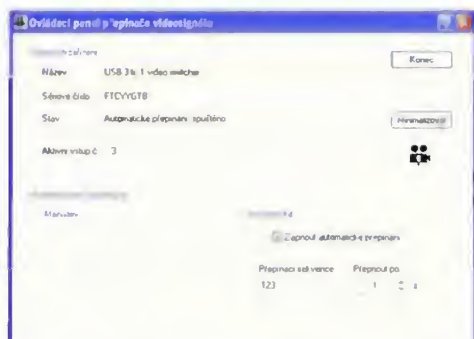 Ovládací panel přepínače videosignálu
Název USB 3 to 1 video switcher
Konec
Sériové číslo
Stav Automatické přepínání spuštěno
Minimalizovat
Aktivní vstup č. 3
Manuální
Zapnout automatické přepínání
Přepínací sekvence Přepnout po
123 1 s